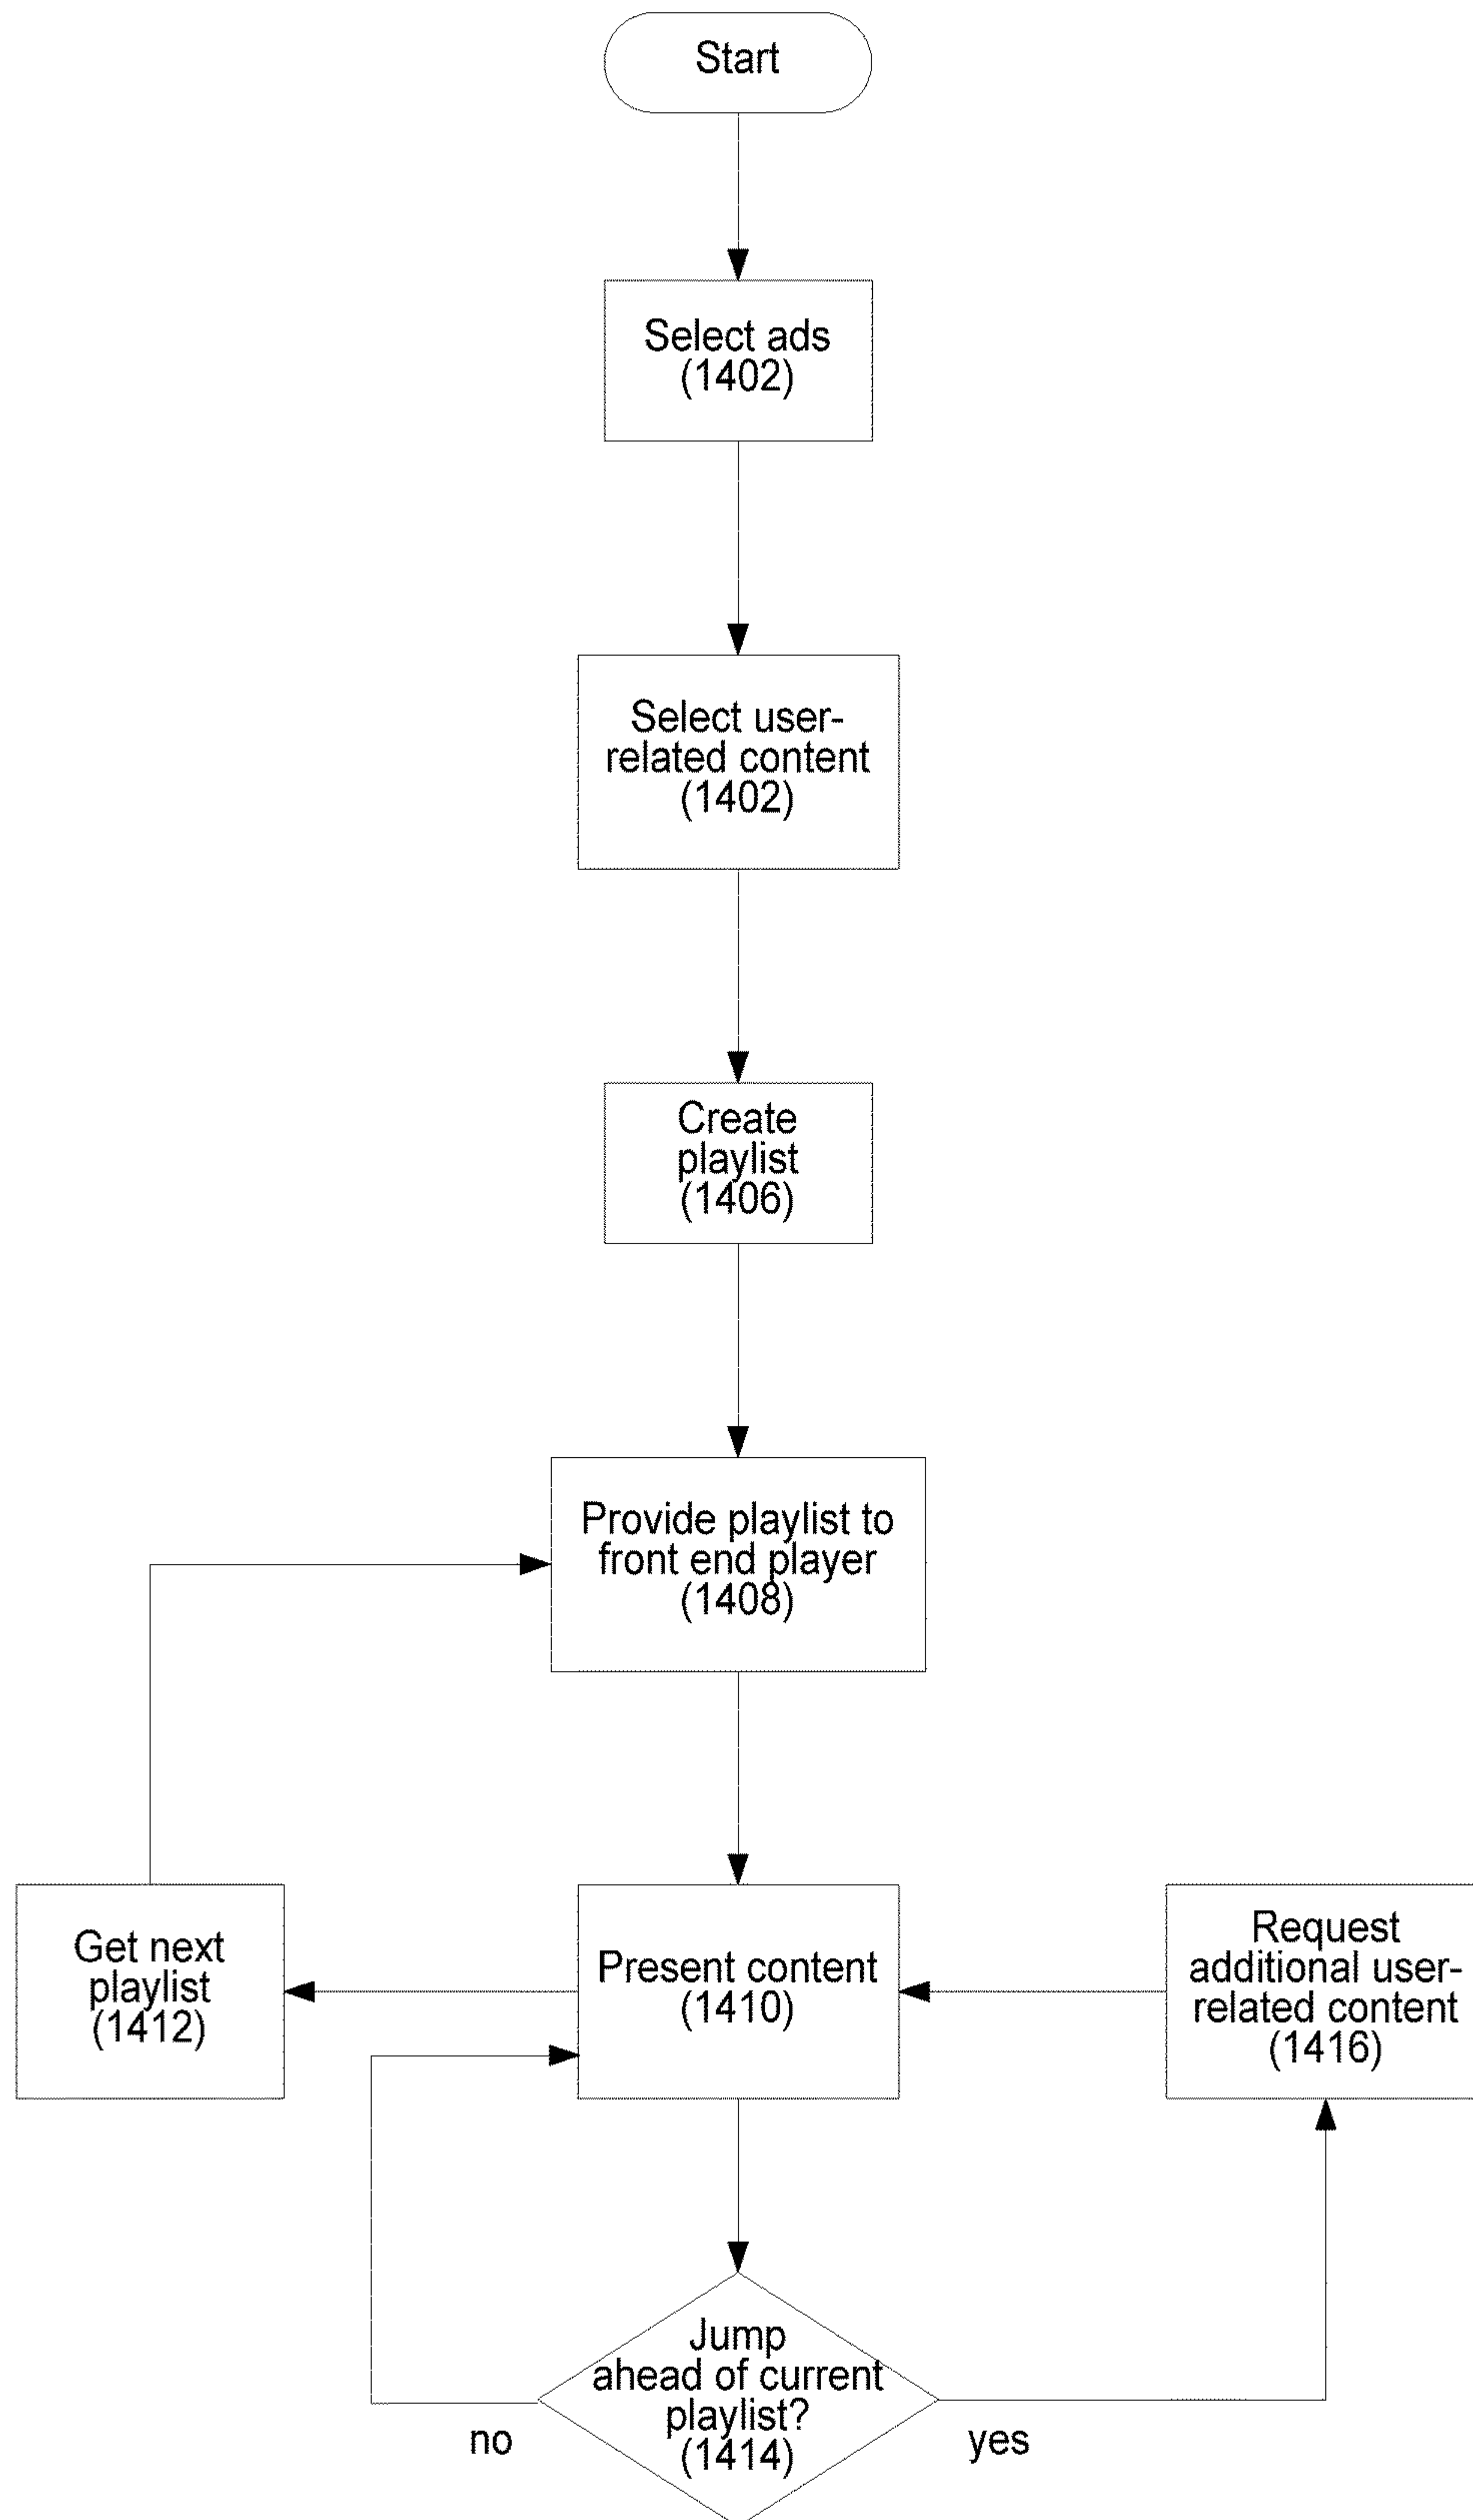 Start
Select ads
(1402)
Select user-
related content
(1402)
Create
playlist
(1406)
Provide playlist to
front end player
(1408)
Get next
playlist
(1412)
Present content
(1410)
Request
additional user-
related content
(1416)
Jump
ahead of current
playlist?
(1414)
no
yes